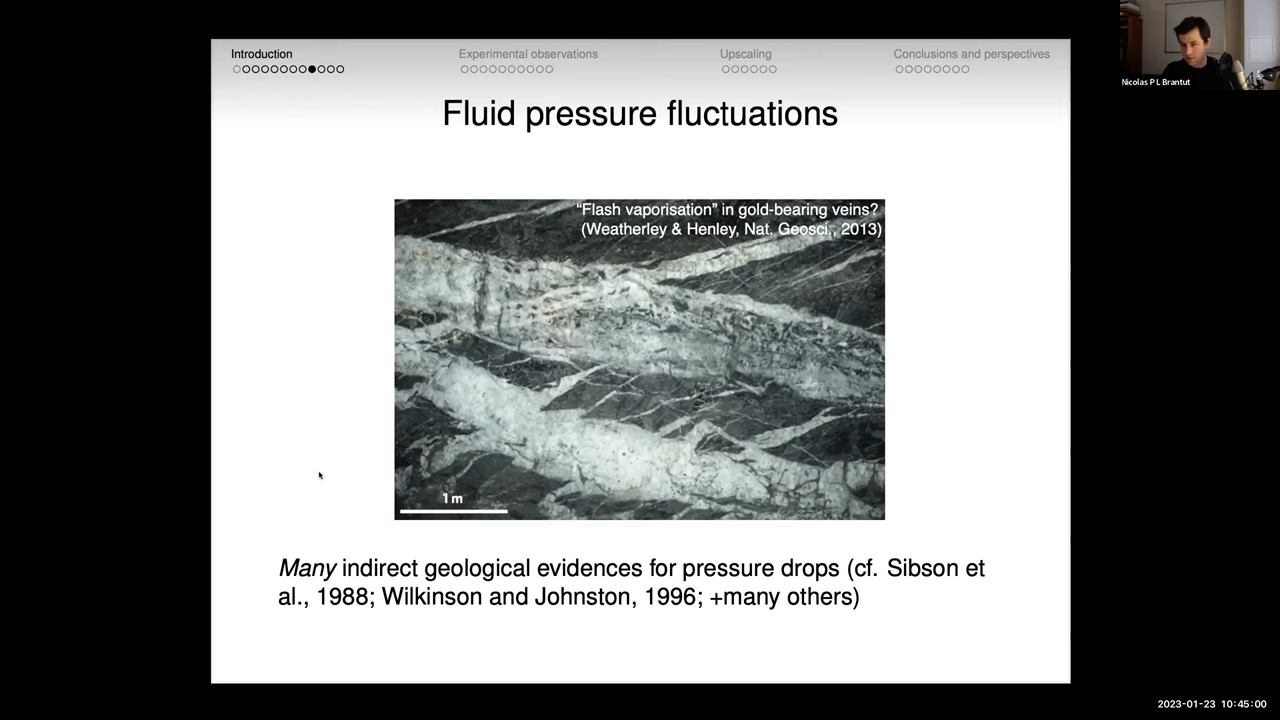 Introduction
Experimental observations
Upscaling
Conclusions and perspectives
Fluid pressure fluctuations
“Flash vaporisation” in gold-bearing veins?
(Weatherley & Henley, Nat. Geosci., 2013)
1 m
Many indirect geological evidences for pressure drops (cf. Sibson et
al., 1988; Wilkinson and Johnston, 1996; +many others)
Nicolas P L Brantut
2023-01-23 10:45:00